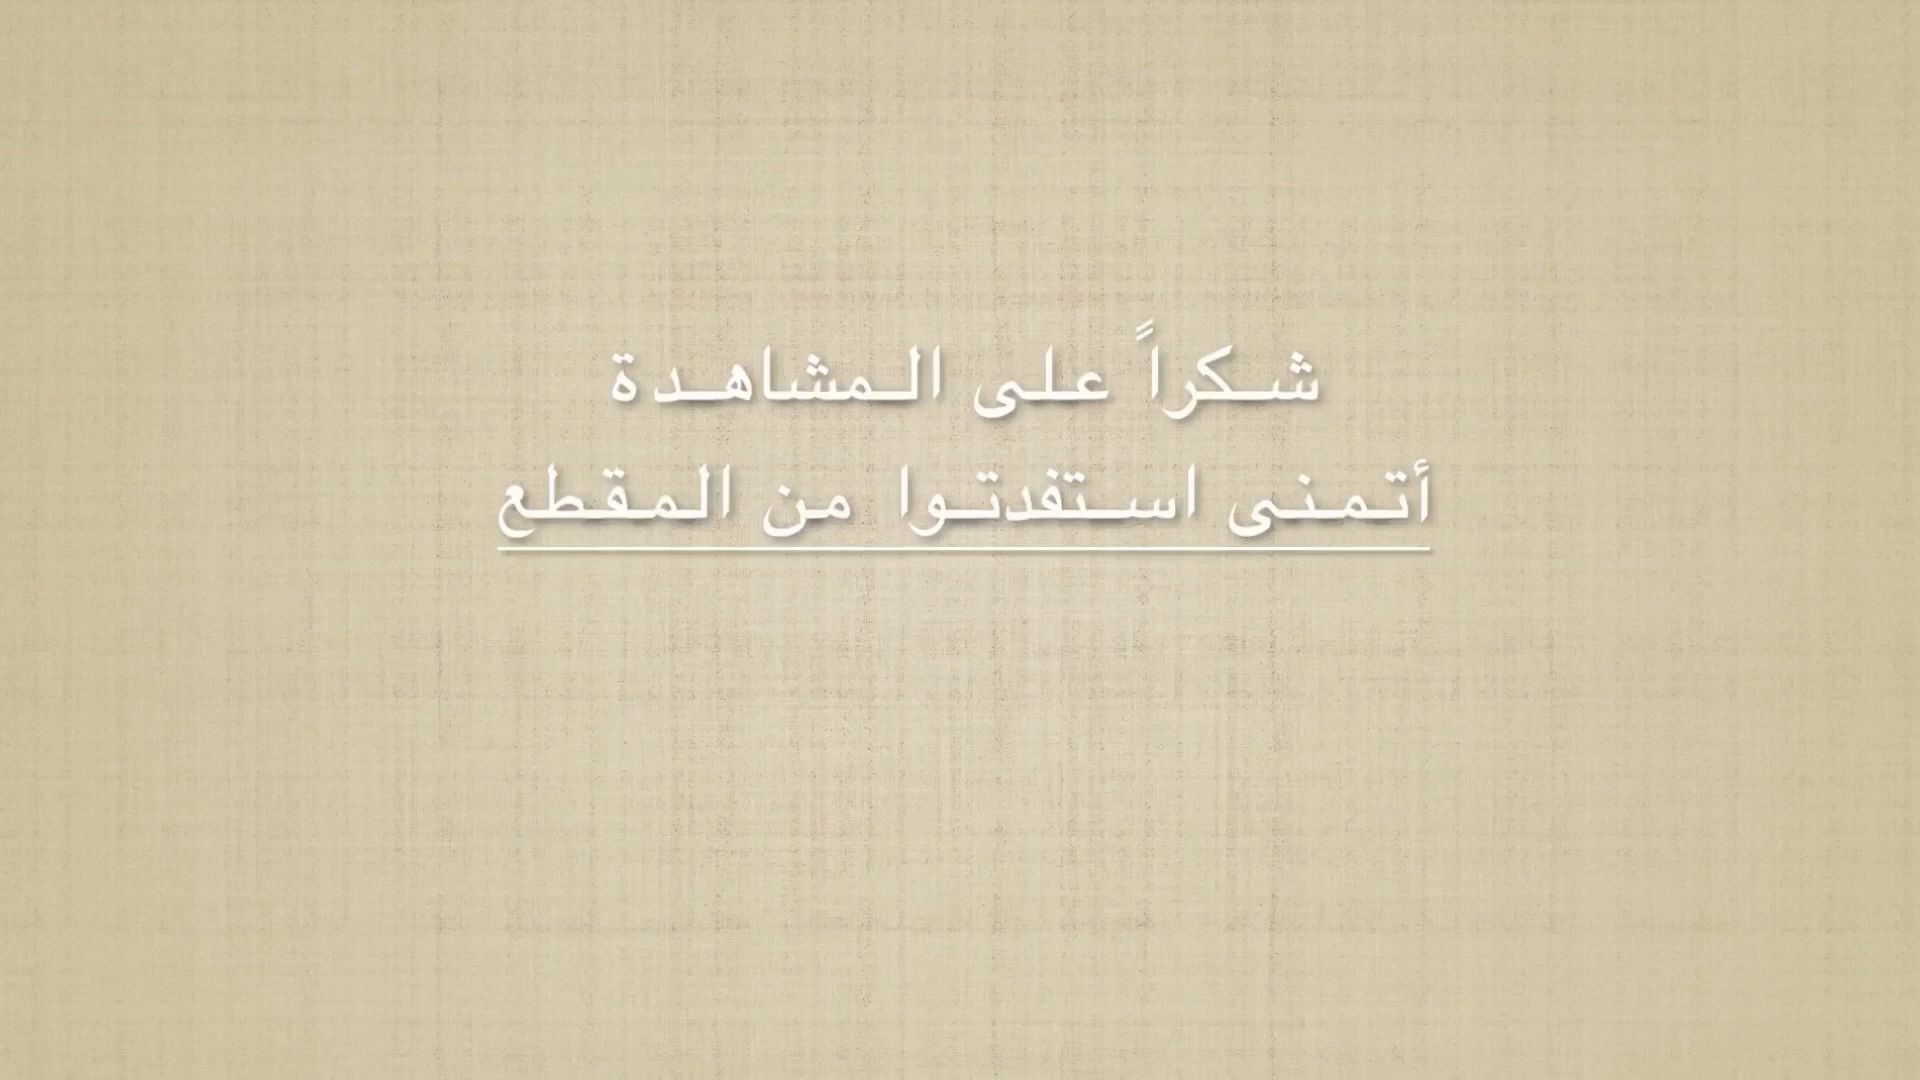 شكراً على المشاهدة
أتمنى استفدتوا من المقطع